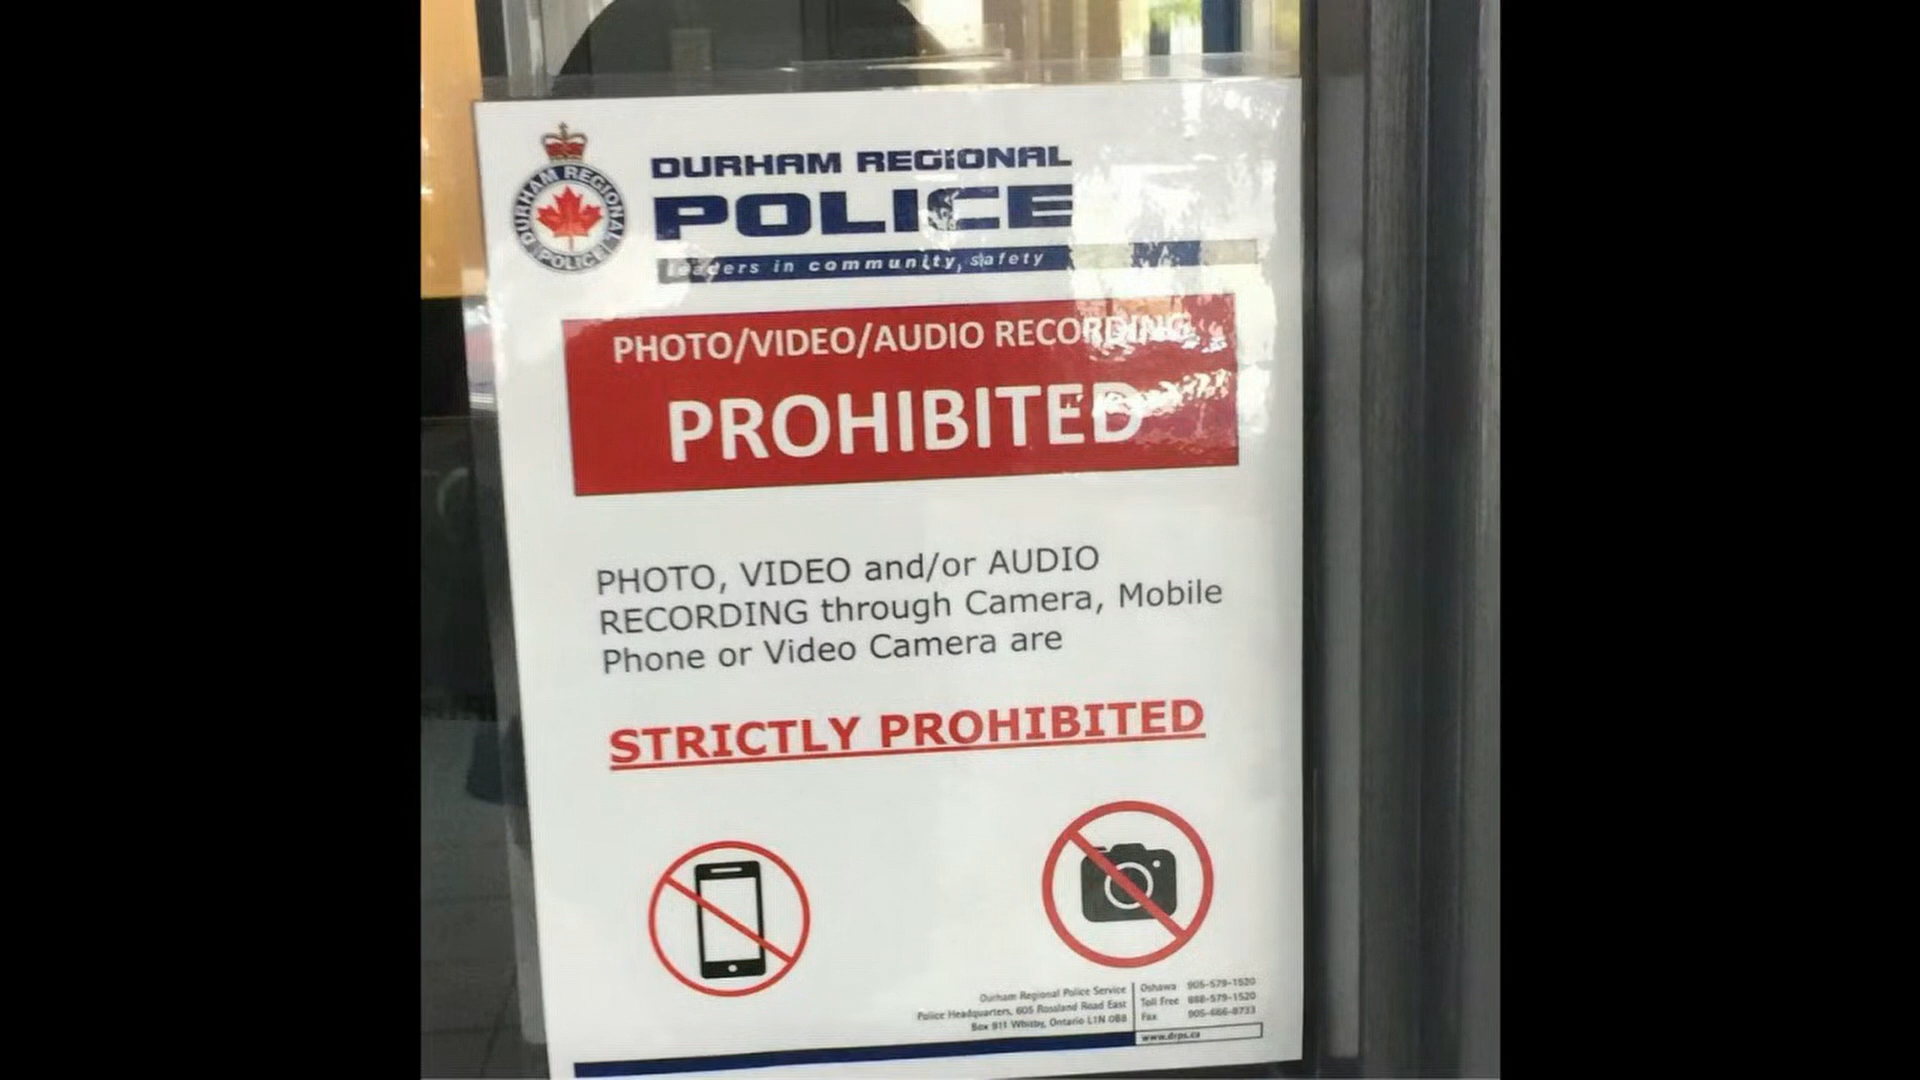 DURHAM REGIONAL POLICE
DURHAM REGIONAL
POLICE
leaders in community safety
PHOTO/VIDEO/AUDIO RECORDING
PROHIBITED
PHOTO, VIDEO and/or AUDIO
RECORDING through Camera, Mobile
Phone or Video Camera are
STRICTLY PROHIBITED
Durham Regional Police Service
Police Headquarters, 605 Rossland Road East
Box 911 Whitby, Ontario L1N 0B8
Oshawa 905-579-1520
Toll Free 888-579-1520
Fax 905-666-8733
www.drps.ca